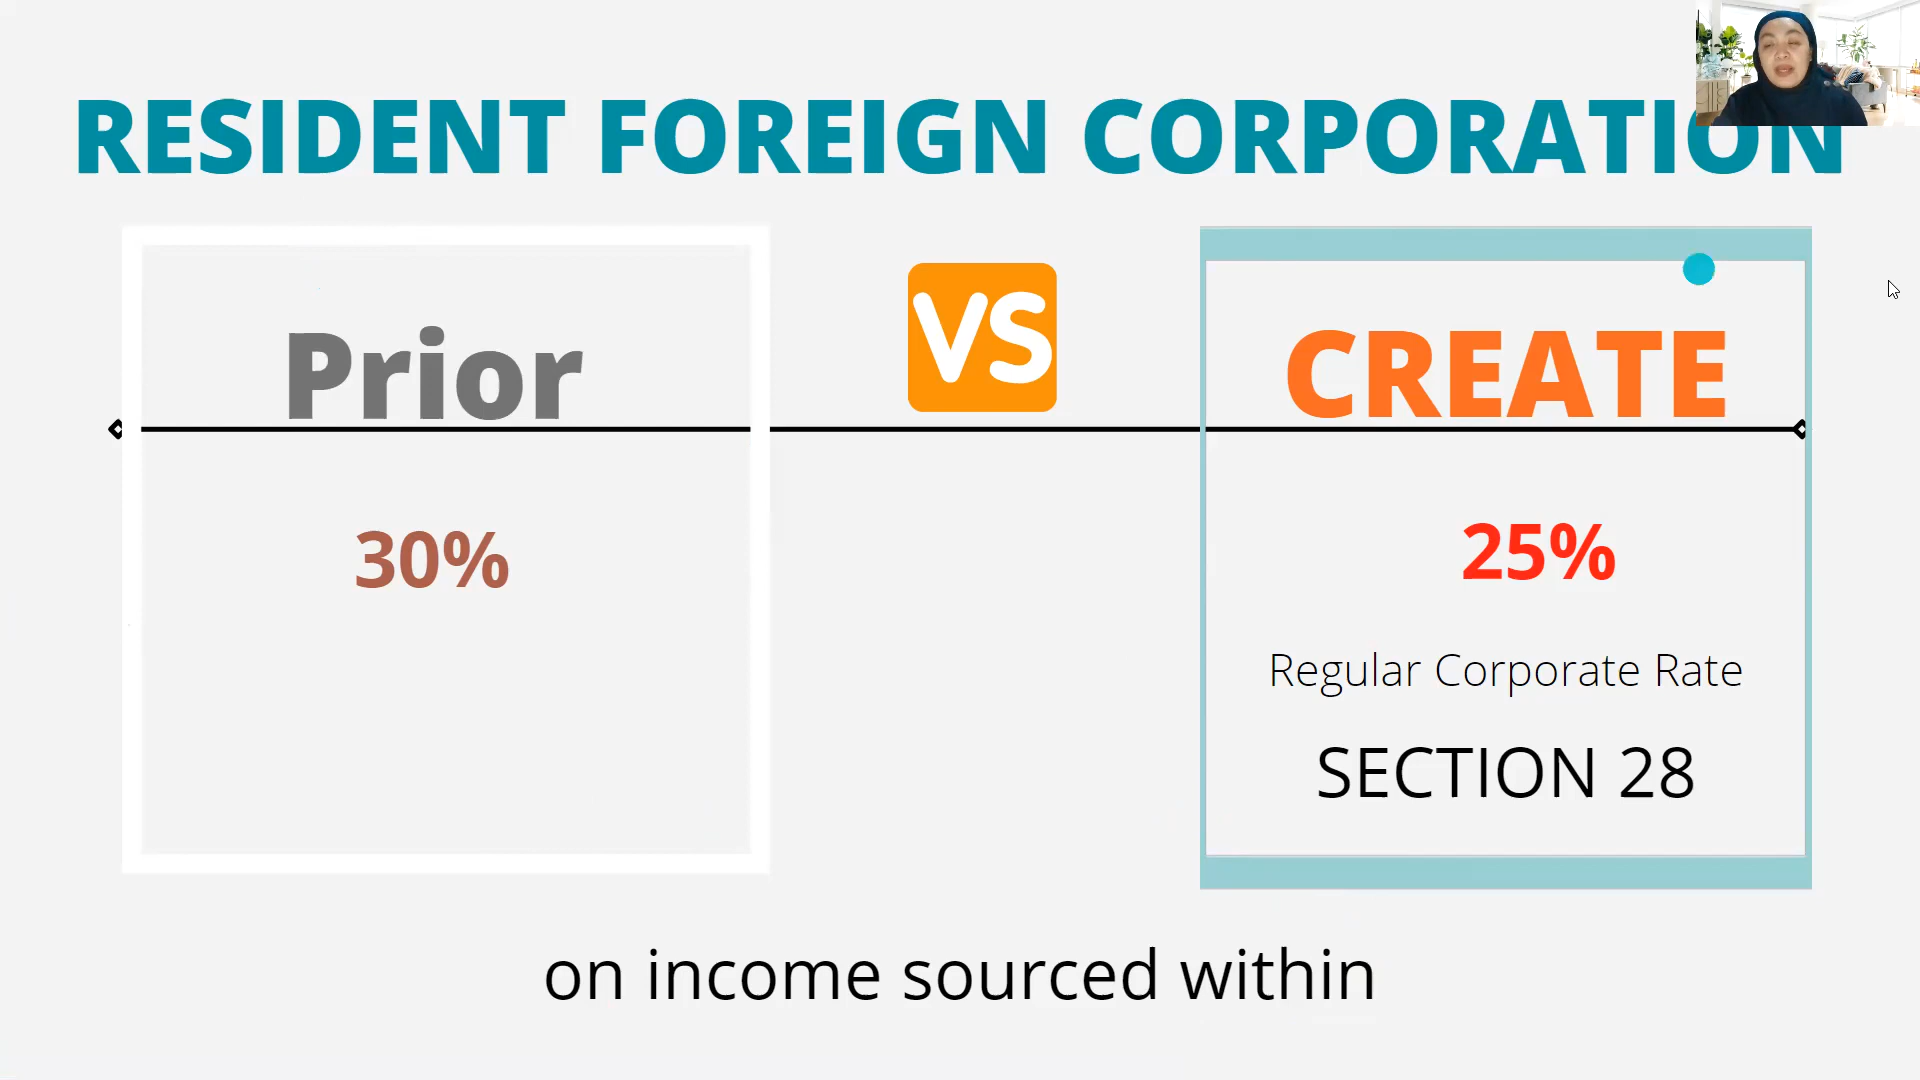 RESIDENT FOREIGN CORPORATION
Prior
VS
CREATE
30%
25%
Regular Corporate Rate
SECTION 28
on income sourced within